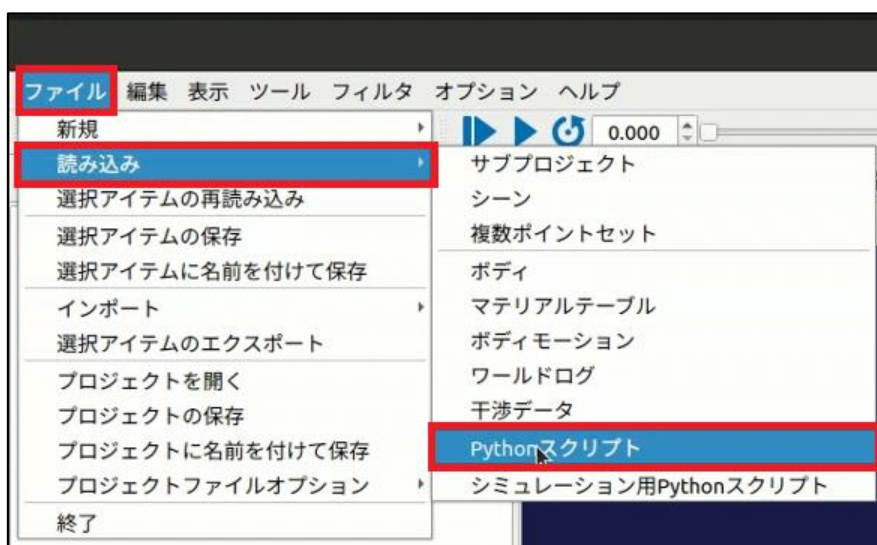 ファイル 編集 表示 ツール フィルタ オプション ヘルプ
0.000
新規
読み込み
選択アイテムの再読み込み
選択アイテムの保存
選択アイテムに名前を付けて保存
インポート
選択アイテムのエクスポート
プロジェクトを開く
プロジェクトの保存
プロジェクトに名前を付けて保存
プロジェクトファイルオプション
終了
サブプロジェクト
シーン
複数ポイントセット
ボディ
マテリアルテーブル
ボディモーション
ワールドログ
干渉データ
Pythonスクリプト
シミュレーション用Pythonスクリプト